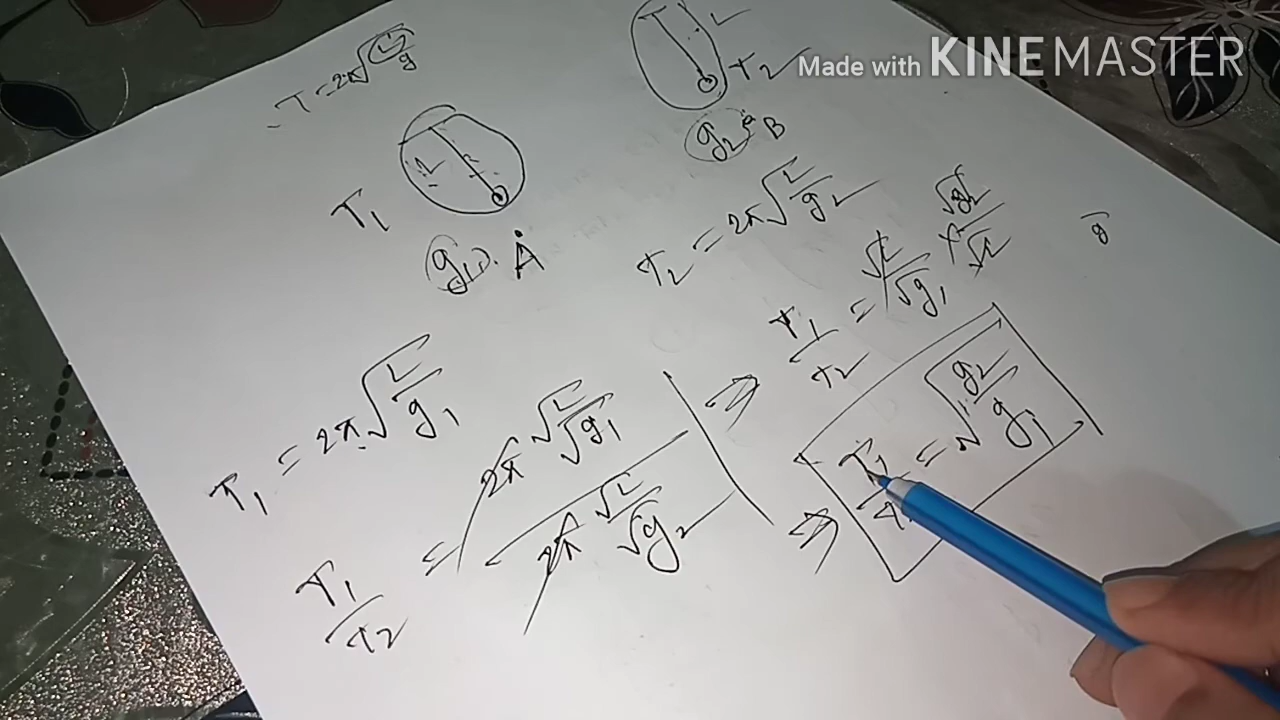 Made with KINEMASTER
T = 2π√(L/g)
L
T2
g2 B
L
T1
g1 A
T2 = 2π√(L/g2)
T1 = 2π√(L/g1)
T1/T2 = 2π √L/√g1 / 2π √L/√g2
⇒ T1/T2 = √L/√g1 × √g2/√L
⇒ T1/T2 = √(g2/g1)